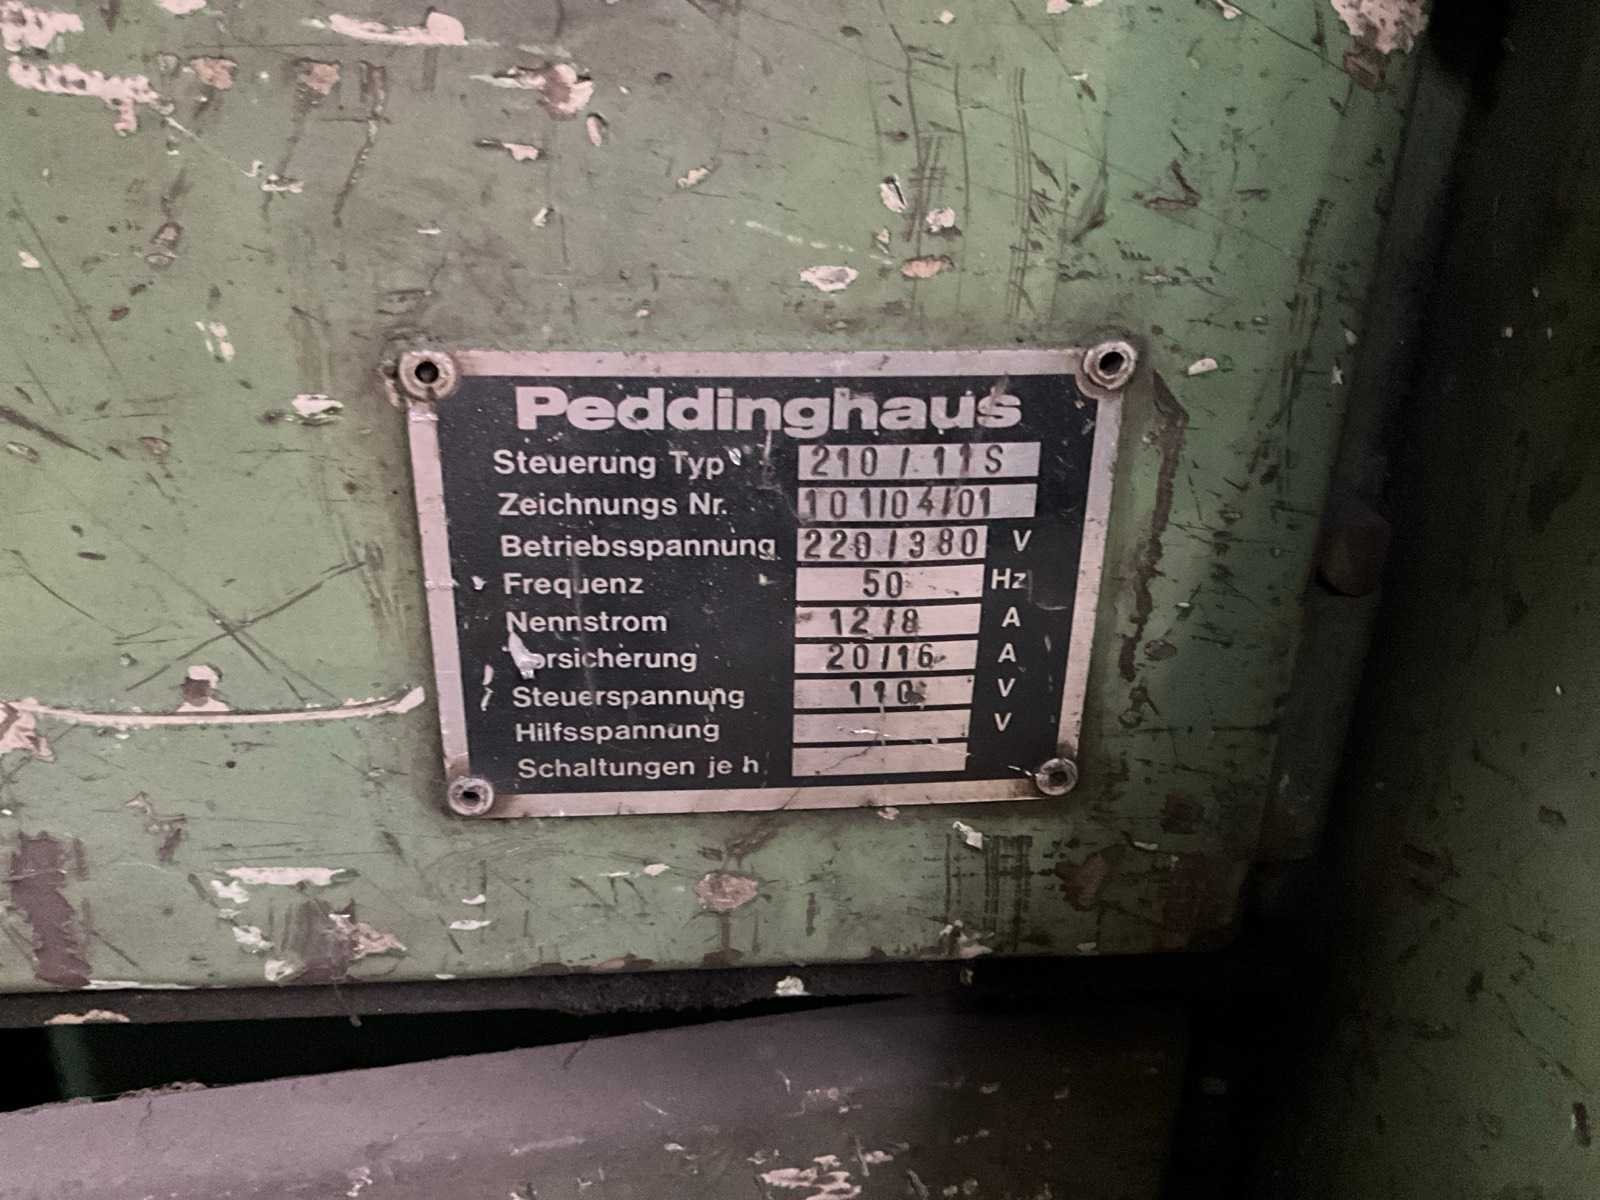 Peddinghaus
Steuerung Typ 210 / 11 S
Zeichnungs Nr. 101/04/01
Betriebsspannung 220/380 V
Frequenz 50 Hz
Nennstrom 12/8 A
Vorsicherung 20/16 A
Steuerspannung 110 V
Hilfsspannung V
Schaltungen je h